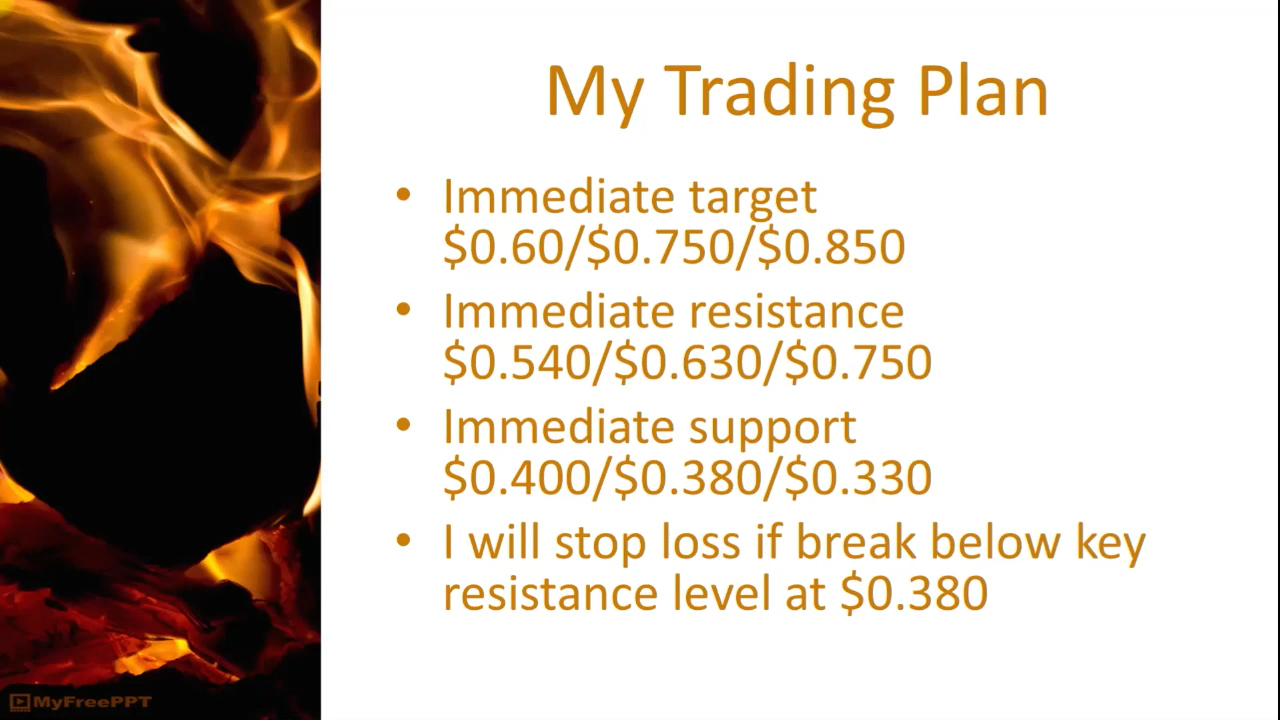 My Trading Plan
• Immediate target
$0.60/$0.750/$0.850
• Immediate resistance
$0.540/$0.630/$0.750
• Immediate support
$0.400/$0.380/$0.330
• I will stop loss if break below key
resistance level at $0.380
MyFreePPT